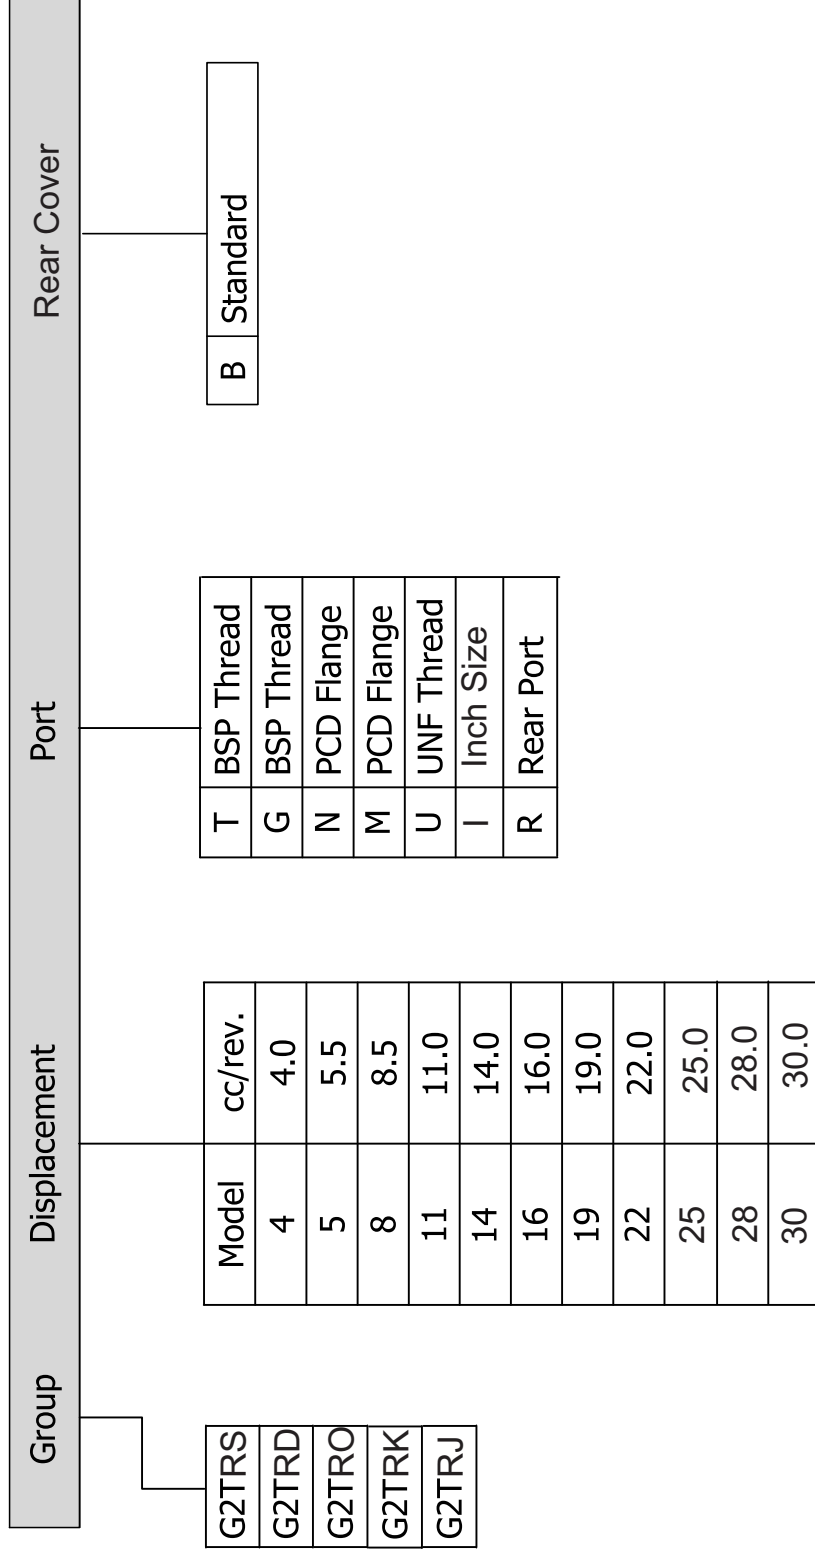 Group Displacement Port Rear Cover
G2TRS
G2TRD
G2TRO
G2TRK
G2TRJ
Model cc/rev.
4 4.0
5 5.5
8 8.5
11 11.0
14 14.0
16 16.0
19 19.0
22 22.0
25 25.0
28 28.0
30 30.0
T BSP Thread
G BSP Thread
N PCD Flange
M PCD Flange
U UNF Thread
I Inch Size
R Rear Port
B Standard